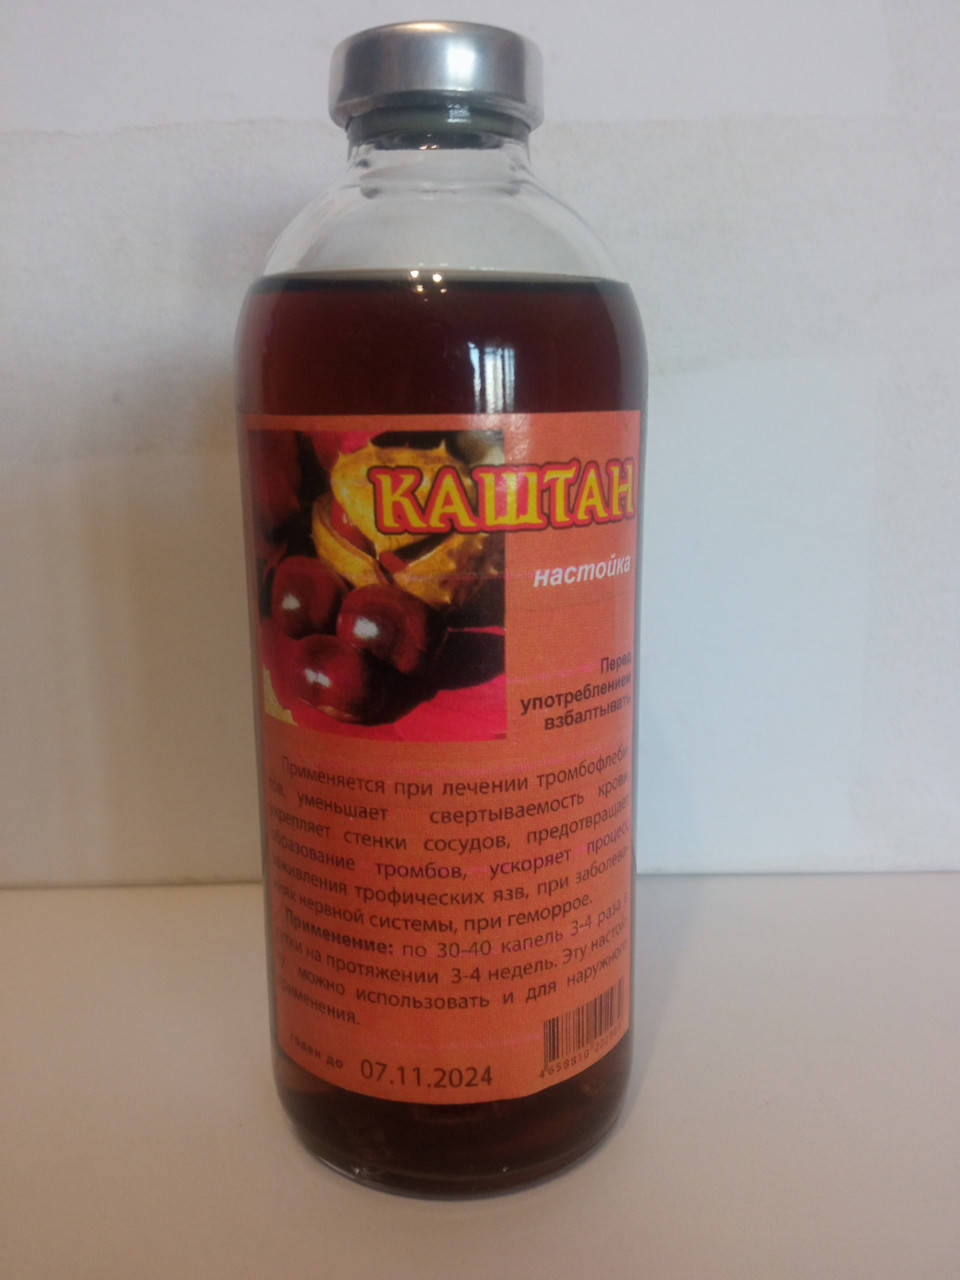 КАШТАН
настойка
Перед
употреблением
взбалтывать
Применяется при лечении тромбофлеби
тов, уменьшает свертываемость крови,
укрепляет стенки сосудов, предотвращает
образование тромбов, ускоряет процесс
заживления трофических язв, при заболева-
ниях нервной системы, при геморрое.
Применение: по 30-40 капель 3-4 раза в
сутки на протяжении 3-4 недель. Эту настой-
ку можно использовать и для наружного
применения.
годен до 07.11.2024